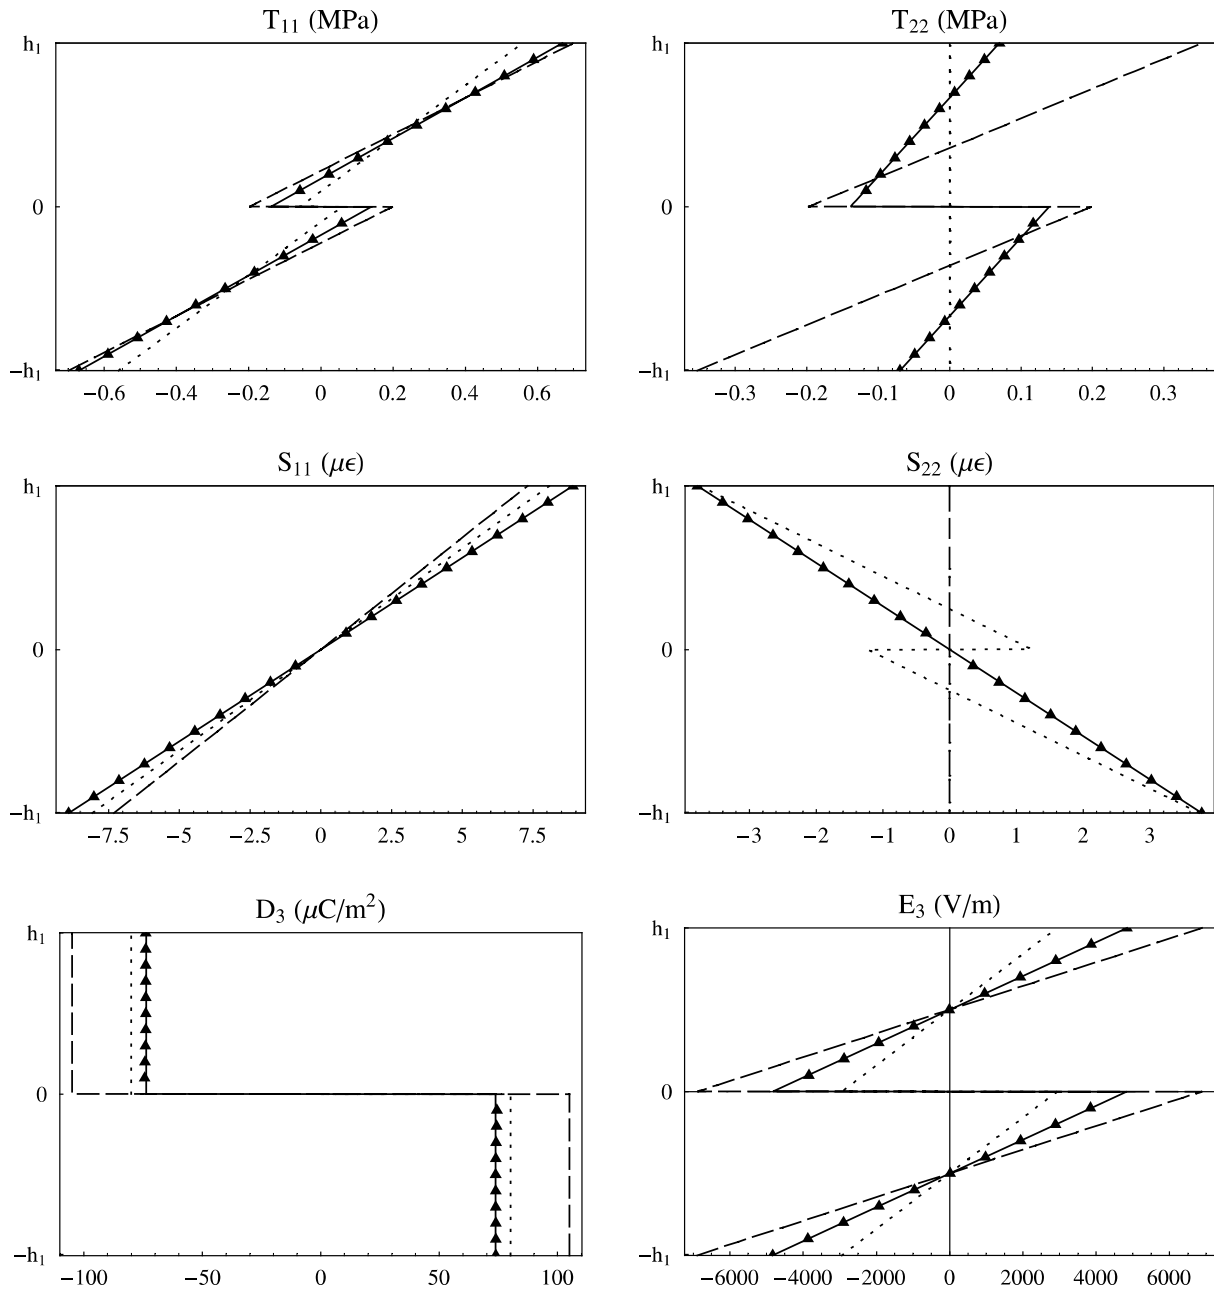 T₁₁ (MPa)
h₁
0
−h₁
−0.6 −0.4 −0.2 0 0.2 0.4 0.6
T₂₂ (MPa)
h₁
0
−h₁
−0.3 −0.2 −0.1 0 0.1 0.2 0.3
S₁₁ (μϵ)
h₁
0
−h₁
−7.5 −5 −2.5 0 2.5 5 7.5
S₂₂ (μϵ)
h₁
0
−h₁
−3 −2 −1 0 1 2 3
D₃ (μC/m²)
h₁
0
−h₁
−100 −50 0 50 100
E₃ (V/m)
h₁
0
−h₁
−6000 −4000 −2000 0 2000 4000 6000